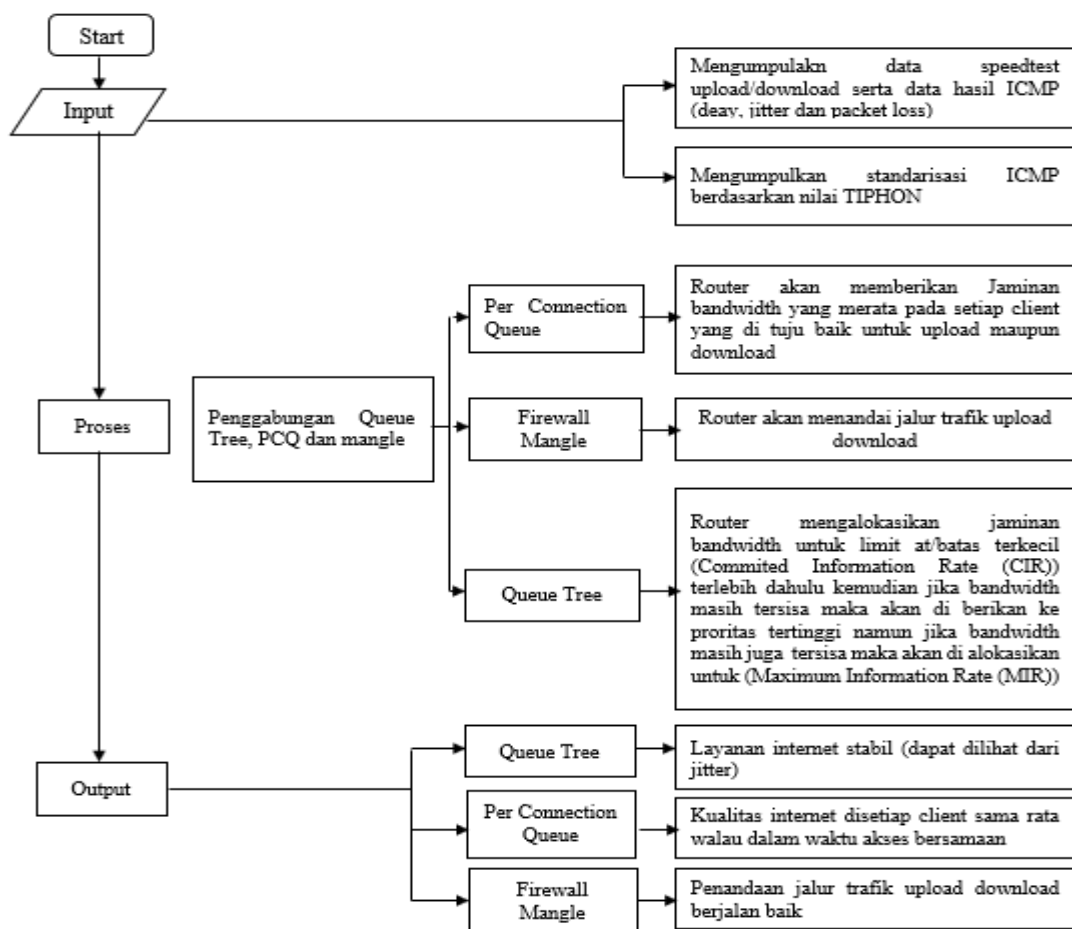 Start
Input
Mengumpulakn data speedtest
upload/download serta data hasil ICMP
(deay, jitter dan packet loss)
Mengumpulkan standarisasi ICMP
berdasarkan nilai TIPHON
Proses
Penggabungan Queue
Tree, PCQ dan mangle
Per Connection
Queue
Router akan memberikan Jaminan
bandwidth yang merata pada setiap client
yang di tuju baik untuk upload maupun
download
Firewall
Mangle
Router akan menandai jalur trafik upload
download
Queue Tree
Router mengalokasikan jaminan
bandwidth untuk limit at/batas terkecil
(Commited Information Rate (CIR))
terlebih dahulu kemudian jika bandwidth
masih tersisa maka akan di berikan ke
proritas tertinggi namun jika bandwidth
masih juga tersisa maka akan di alokasikan
untuk (Maximum Information Rate (MIR))
Output
Queue Tree
Layanan internet stabil (dapat dilihat dari
jitter)
Per Connection
Queue
Kualitas internet disetiap client sama rata
walau dalam waktu akses bersamaan
Firewall
Mangle
Penandaan jalur trafik upload download
berjalan baik